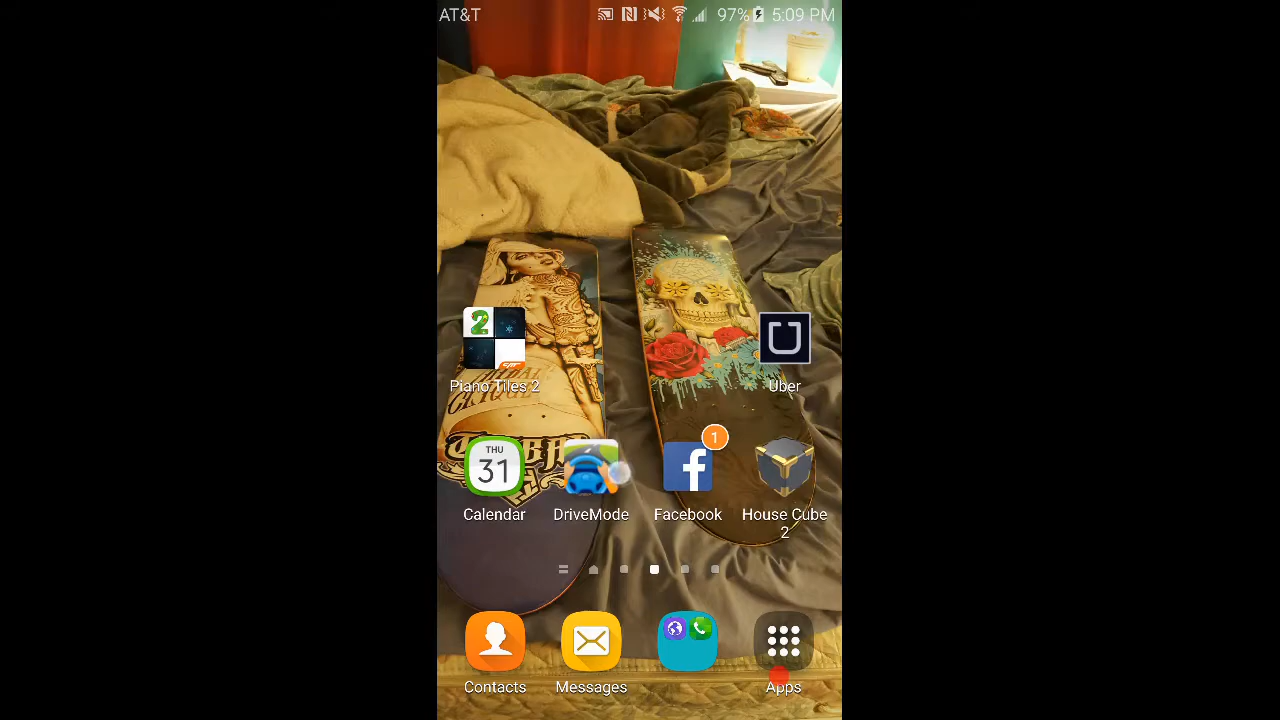 AT&T 97% 5:09 PM
2
Piano Tiles 2
Uber
THU
31
1
f
Calendar
DriveMode
Facebook
House Cube
2
Contacts
Messages
Apps